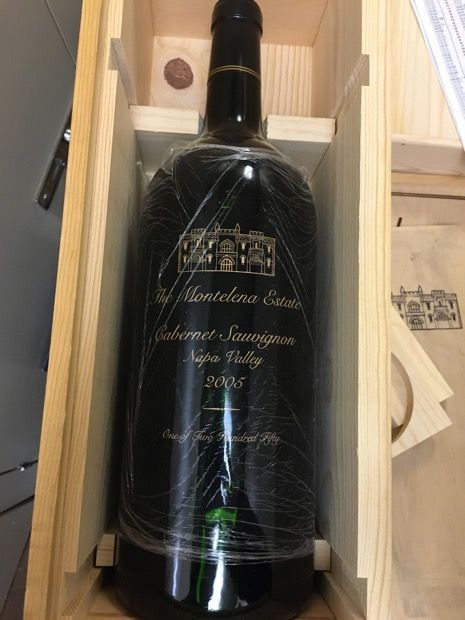 The Montelena Estate
Cabernet Sauvignon
Napa Valley
2005
One of Two Hundred Fifty